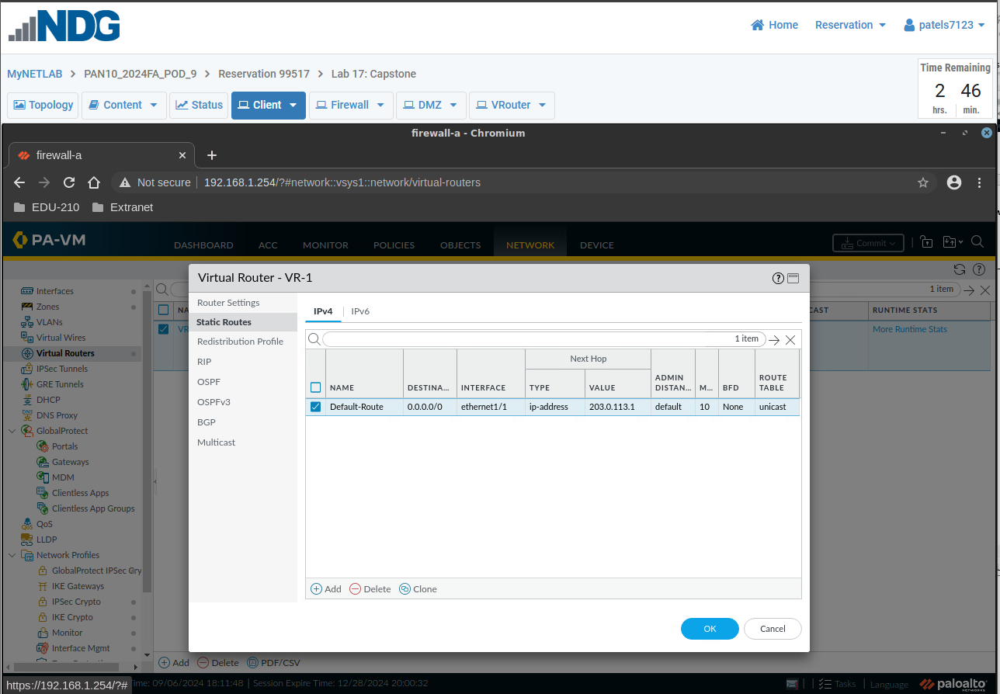 NDG
Home Reservation patels7123
MyNETLAB > PAN10_2024FA_POD_9 > Reservation 99517 > Lab 17: Capstone
Time Remaining
2 46
hrs. min.
Topology Content Status Client Firewall DMZ VRouter
firewall-a - Chromium
firewall-a
Not secure 192.168.1.254/?#network::vsys1::network/virtual-routers
EDU-210 Extranet
PA-VM
DASHBOARD ACC MONITOR POLICIES OBJECTS NETWORK DEVICE
Commit
Interfaces
Zones
VLANs
Virtual Wires
Virtual Routers
IPSec Tunnels
GRE Tunnels
DHCP
DNS Proxy
GlobalProtect
Portals
Gateways
MDM
Clientless Apps
Clientless App Groups
QoS
LLDP
Network Profiles
GlobalProtect IPSec Cry
IKE Gateways
IPSec Crypto
IKE Crypto
Monitor
Interface Mgmt
1 item
NA
CAST RUNTIME STATS
VR
More Runtime Stats
Virtual Router - VR-1
Router Settings
Static Routes
Redistribution Profile
RIP
OSPF
OSPFv3
BGP
Multicast
IPv4 IPv6
1 item
Next Hop
NAME DESTINA... INTERFACE TYPE VALUE ADMIN DISTAN... M... BFD ROUTE TABLE
Default-Route 0.0.0.0/0 ethernet1/1 ip-address 203.0.113.1 default 10 None unicast
Add Delete Clone
OK Cancel
Add Delete PDF/CSV
https://192.168.1.254/?#
Time: 09/06/2024 18:11:48 | Session Expire Time: 12/28/2024 20:00:32
Tasks | Language
paloalto
NETWORKS